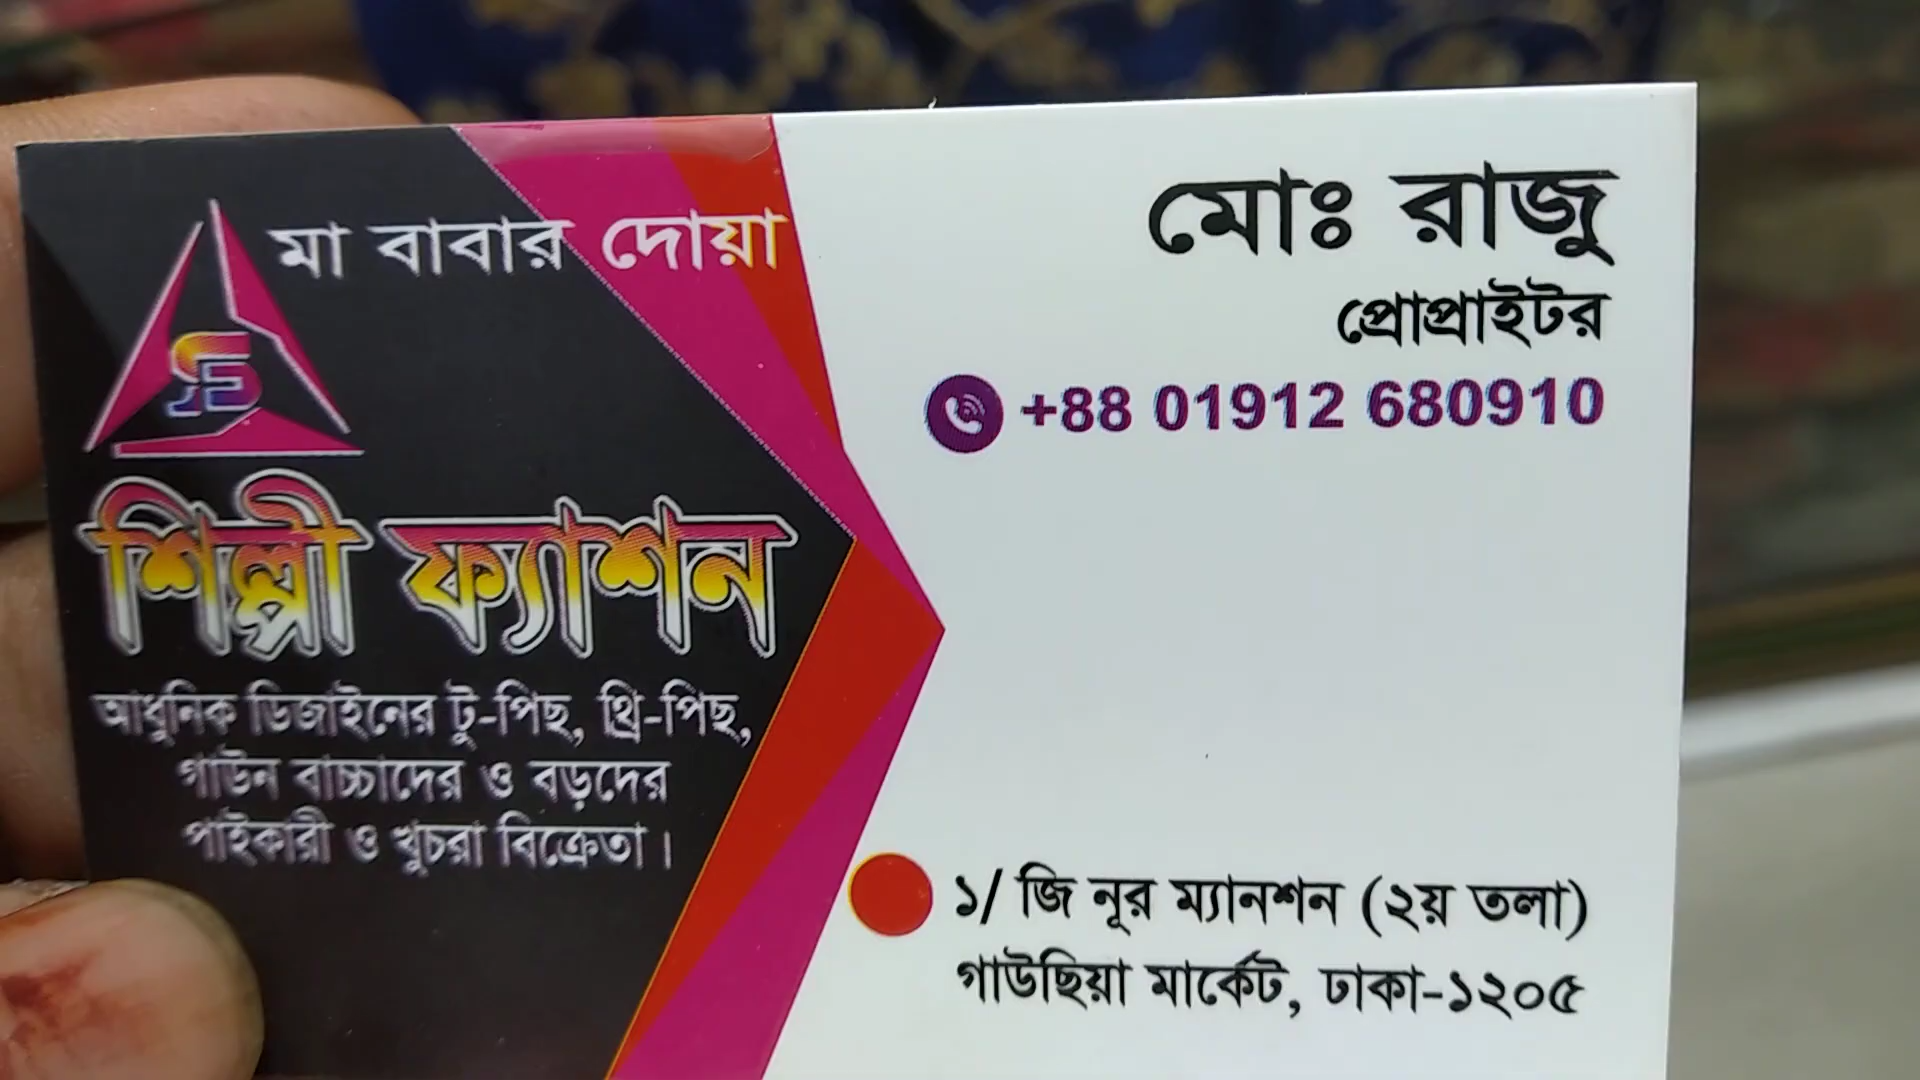 মা বাবার দোয়া
শিল্পী ফ্যাশন
আধুনিক ডিজাইনের টু-পিছ, থ্রি-পিছ,
গাউন বাচ্চাদের ও বড়দের
পাইকারী ও খুচরা বিক্রেতা।
মোঃ রাজু
প্রোপ্রাইটর
+88 01912 680910
১/ জি নূর ম্যানশন (২য় তলা)
গাউছিয়া মার্কেট, ঢাকা-১২০৫